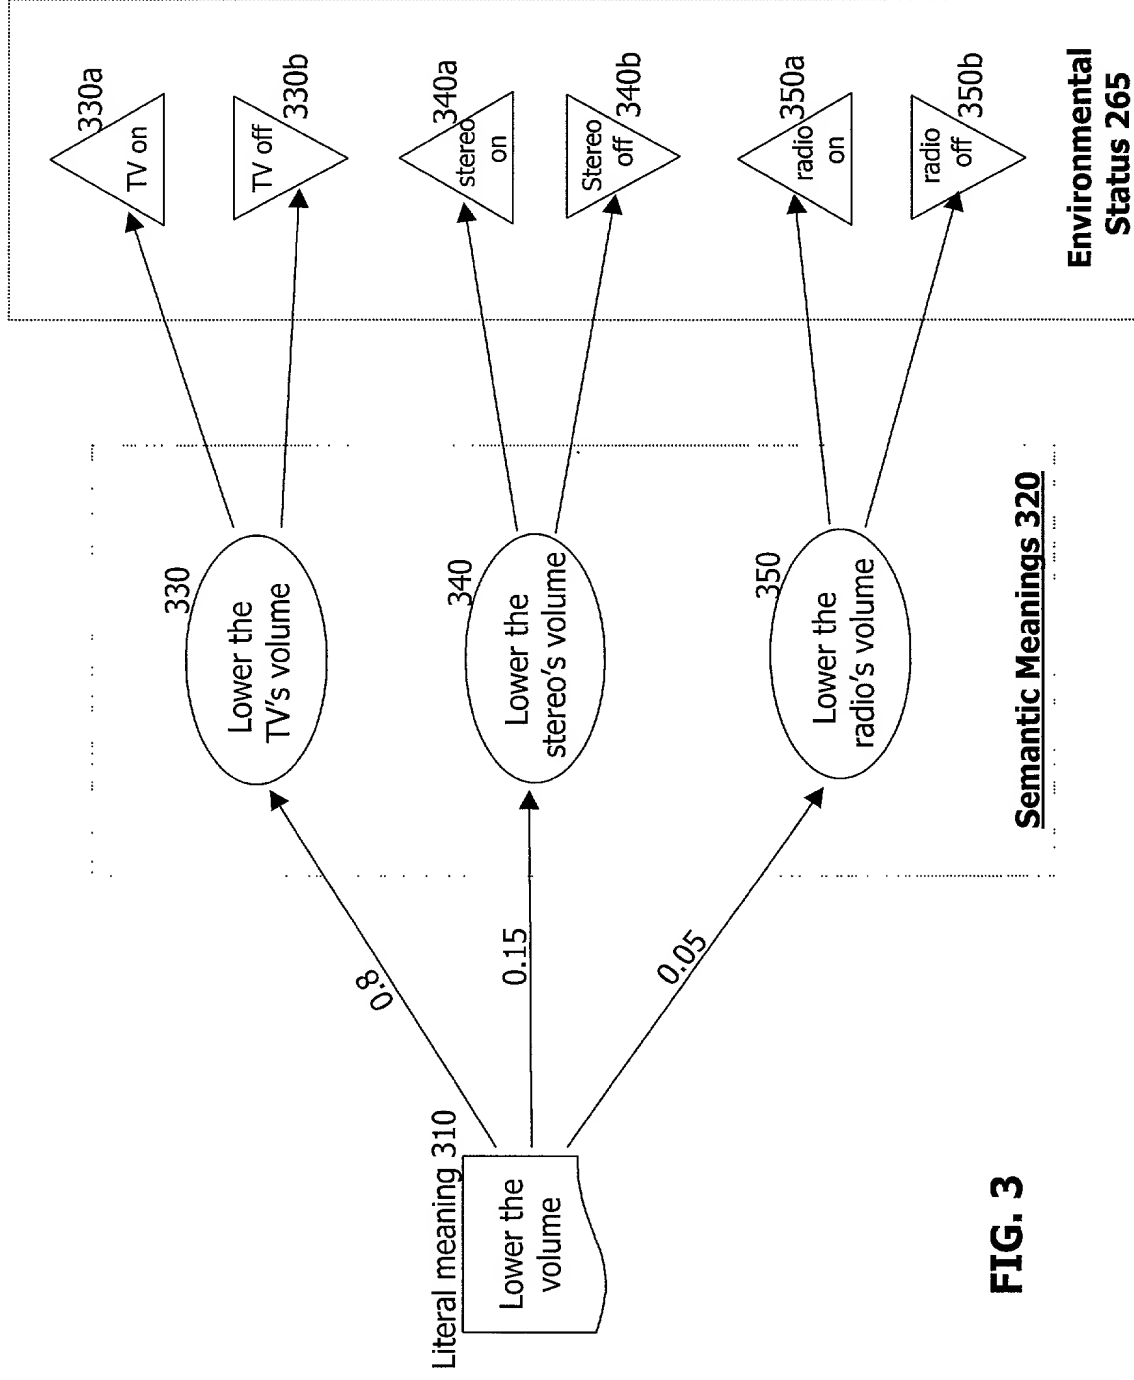 Literal meaning 310
Lower the
volume
0.8
0.15
0.05
330
Lower the
TV's volume
340
Lower the
stereo's volume
350
Lower the
radio's volume
Semantic Meanings 320
330a
TV on
330b
TV off
340a
stereo
on
340b
Stereo
off
350a
radio
on
350b
radio
off
Environmental
Status 265
FIG. 3